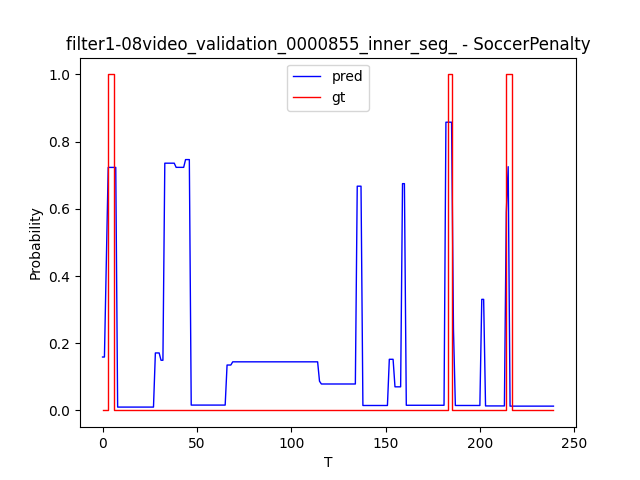 filter1-08video_validation_0000855_inner_seg_ - SoccerPenalty
pred
gt
1.0
0.8
0.6
0.4
0.2
0.0
Probability
0
50
100
150
200
250
T